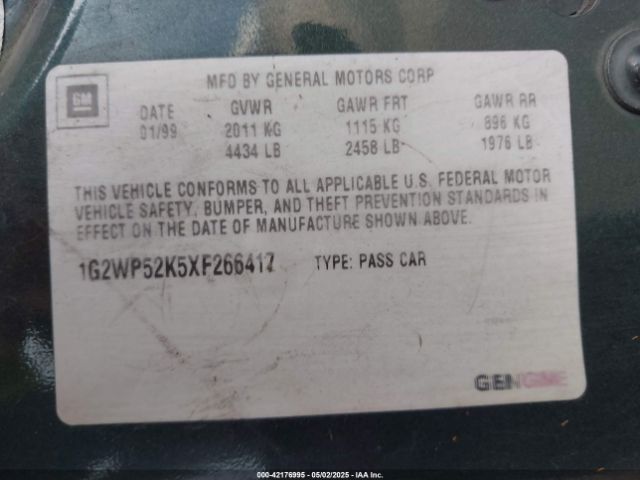 MFD BY GENERAL MOTORS CORP
GM
DATE GVWR GAWR FRT GAWR RR
01/99 2011 KG 1115 KG 896 KG
4434 LB 2458 LB 1976 LB
THIS VEHICLE CONFORMS TO ALL APPLICABLE U.S. FEDERAL MOTOR
VEHICLE SAFETY, BUMPER, AND THEFT PREVENTION STANDARDS IN
EFFECT ON THE DATE OF MANUFACTURE SHOWN ABOVE.
1G2WP52K5XF266417 TYPE: PASS CAR
GENGME
000-42176995 - 05/02/2025 - IAA Inc.